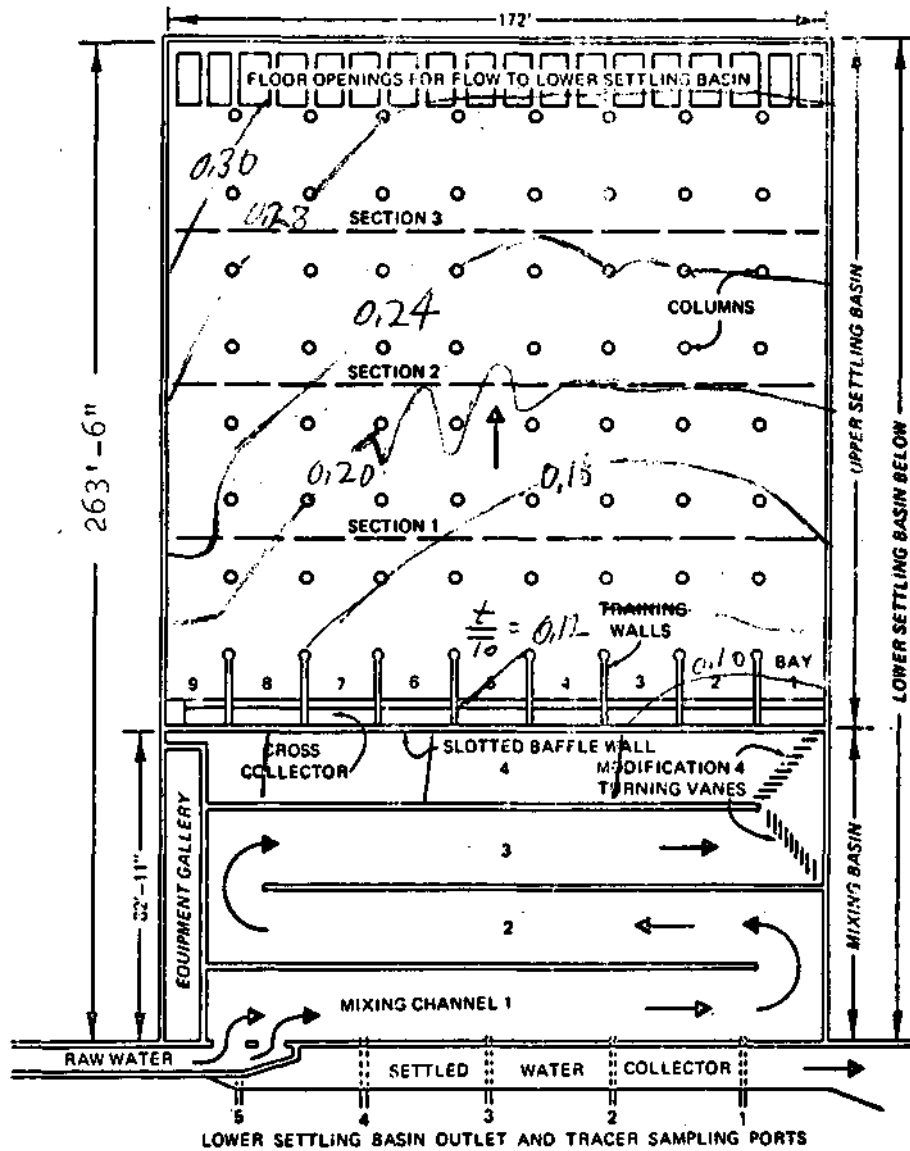 172'
FLOOR OPENINGS FOR FLOW TO LOWER SETTLING BASIN
0,30
0.28
SECTION 3
COLUMNS
0,24
SECTION 2
0,20
0,18
SECTION 1
t/To = 0,12
TRAINING
WALLS
0,10
BAY
9 8 7 6 5 4 3 2 1
CROSS
COLLECTOR
SLOTTED BAFFLE WALL
4
MODIFICATION 4
TURNING VANES
3
2
MIXING CHANNEL 1
EQUIPMENT GALLERY
263'-6"
82'-11"
UPPER SETTLING BASIN
MIXING BASIN
LOWER SETTLING BASIN BELOW
RAW WATER
SETTLED WATER COLLECTOR
5 4 3 2 1
LOWER SETTLING BASIN OUTLET AND TRACER SAMPLING PORTS